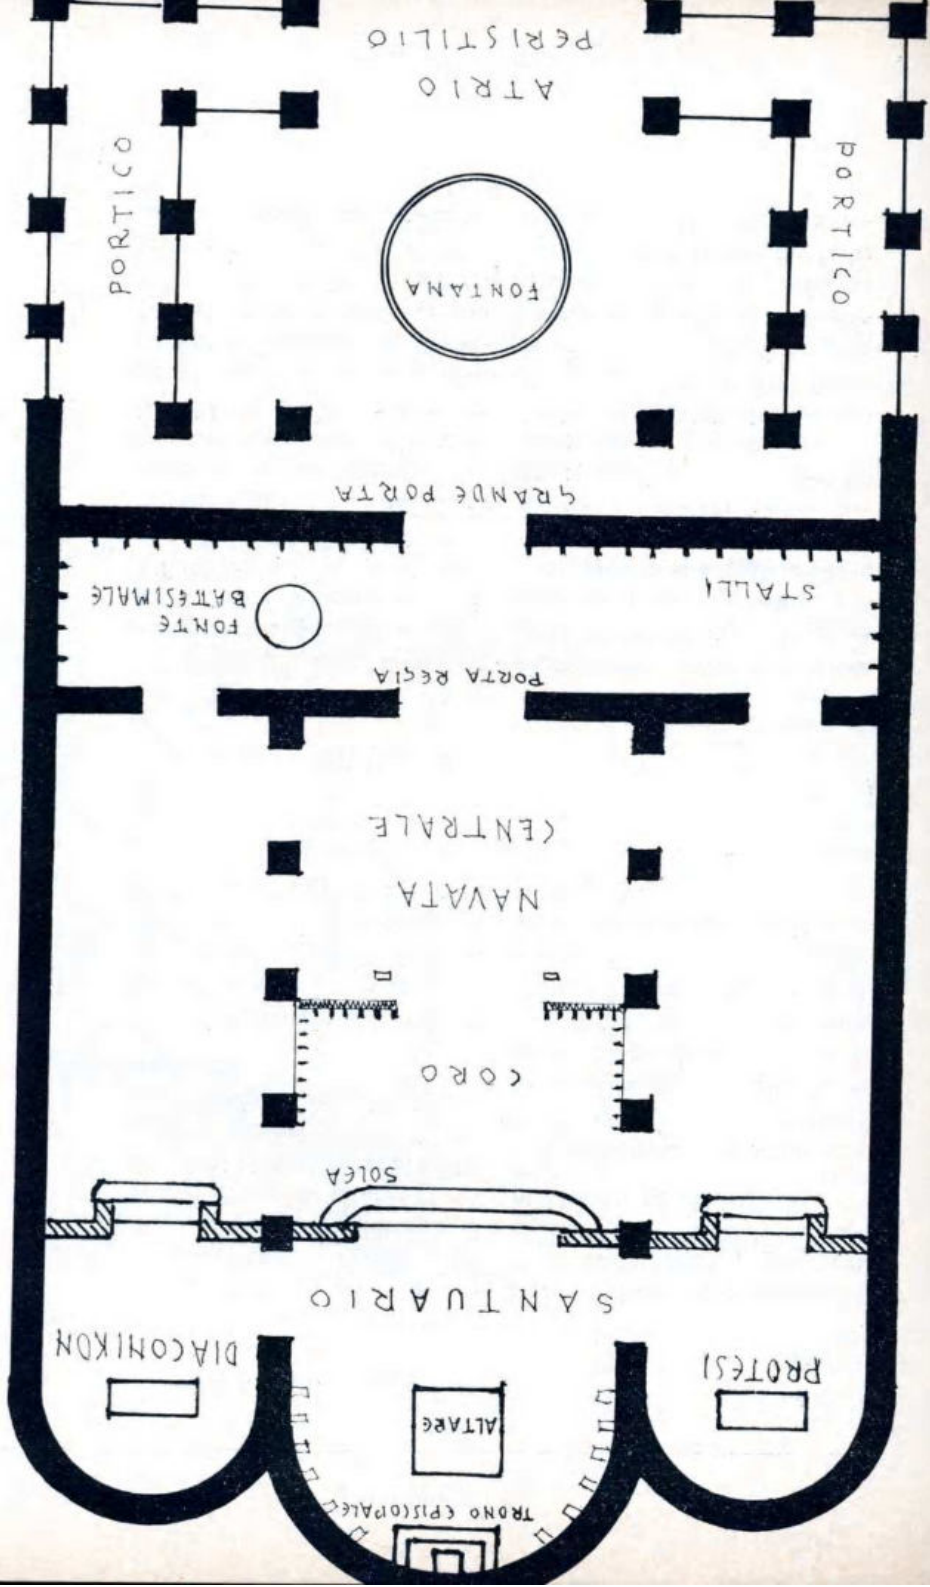 TRONO EPISCOPALE
ALTARE
PROTESI
DIACONIKON
SANTUARIO
SOLEA
CORO
NAVATA
CENTRALE
PORTA REGIA
STALLI
FONTE
BATTESIMALE
GRANDE PORTA
FONTANA
PORTICO
PORTICO
ATRIO
PERISTILIO